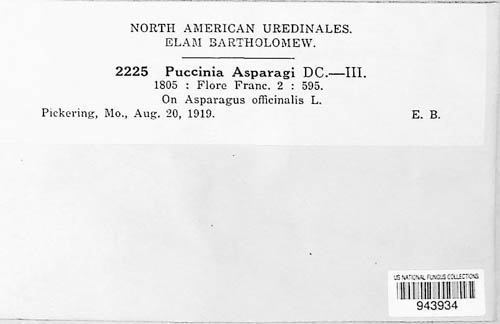 NORTH AMERICAN UREDINALES.
ELAM BARTHOLOMEW.
2225 Puccinia Asparagi DC.—III.
1805 : Flore Franc. 2 : 595.
On Asparagus officinalis L.
Pickering, Mo., Aug. 20, 1919. E. B.
US NATIONAL FUNGUS COLLECTIONS
943934